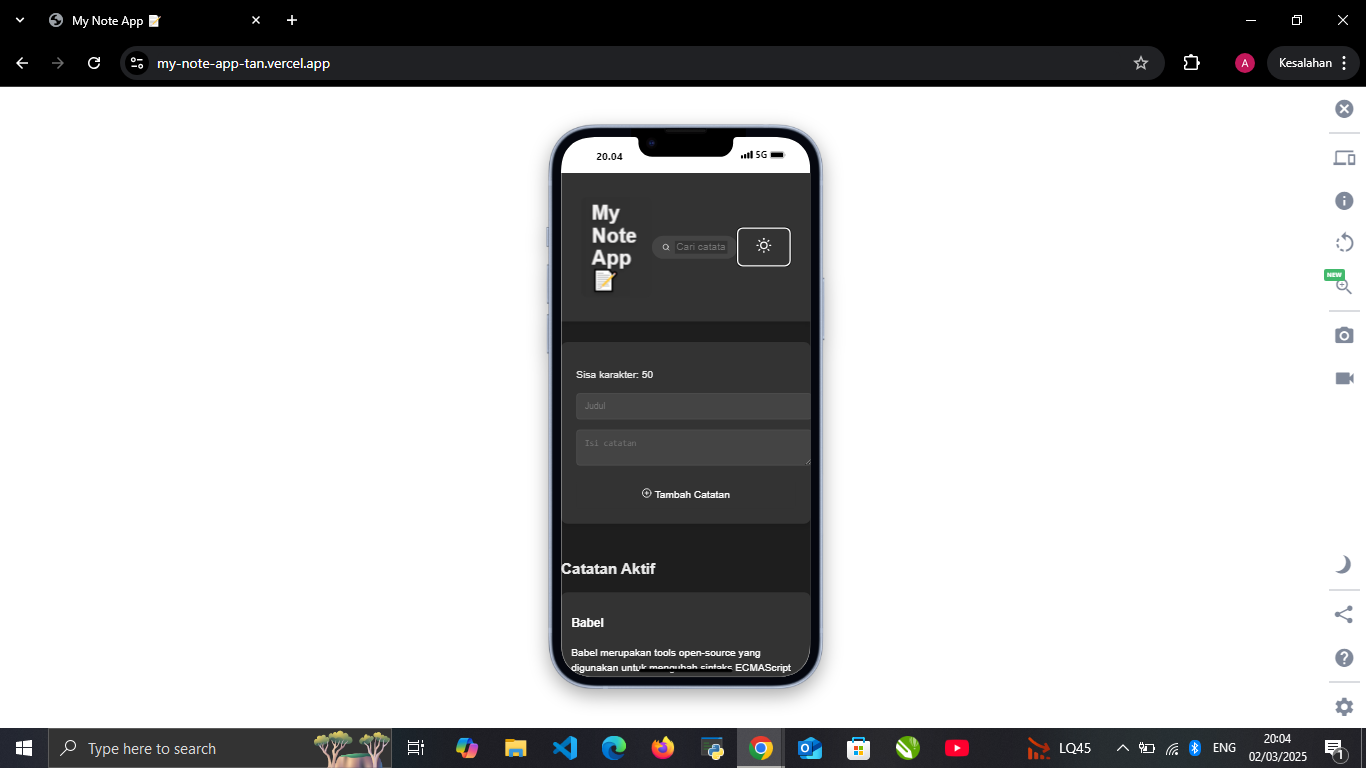 My Note App 📝
my-note-app-tan.vercel.app
A
Kesalahan
20.04
5G
My
Note
App
📝
Cari catata
Sisa karakter: 50
Judul
Isi catatan
Tambah Catatan
Catatan Aktif
Babel
Babel merupakan tools open-source yang
digunakan untuk mengubah sintaks ECMAScript
NEW
Type here to search
LQ45
ENG
20:04
02/03/2025
1